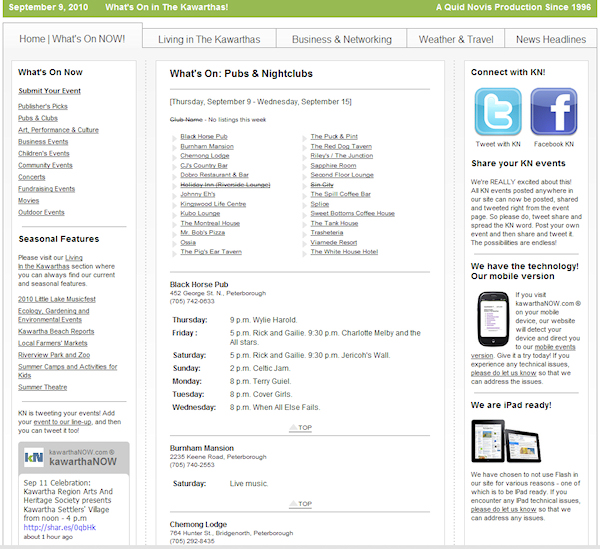 September 9, 2010 What's On in The Kawarthas! A Quid Novis Production Since 1996
Home | What's On NOW! Living in The Kawarthas Business & Networking Weather & Travel News Headlines
What's On Now
Submit Your Event
Publisher's Picks
Pubs & Clubs
Art, Performance & Culture
Business Events
Children's Events
Community Events
Concerts
Fundraising Events
Movies
Outdoor Events
Seasonal Features
Please visit our Living
In the Kawarthas section where
you can always find current
and seasonal features.
2010 Little Lake Musicfest
Ecology, Gardening and
Environmental Events
Kawartha Beach Reports
Local Farmers' Markets
Riverview Park and Zoo
Summer Camps and Activities for
Kids
Summer Theatre
KN is tweeting your events! Add
your event to our line-up, and then
you can tweet it too!
kN
kawarthaNOW.com ®
kawarthaNOW
Sep 11 Celebration:
Kawartha Region Arts And
Heritage Society presents
Kawartha Settlers' Village
from noon - 4 p.m
http://shar.es/0qbHk
about 1 hour ago
What's On: Pubs & Nightclubs
[Thursday, September 9 - Wednesday, September 15]
Club Name - No listings this week
Black Horse Pub
Burnham Mansion
Chemong Lodge
CJ's Country Bar
Dobro Restaurant & Bar
Holiday Inn (Riverside Lounge)
Johnny Eh's
Kingswood Life Centre
Kubo Lounge
The Montreal House
Mr. Bob's Pizza
Ossia
The Pig's Ear Tavern
The Puck & Pint
The Red Dog Tavern
Riley's / The Junction
Sapphire Room
Second Floor Lounge
Sin City
The Spill Coffee Bar
Splice
Sweet Bottoms Coffee House
The Tank House
Trasheteria
Viamede Resort
The White House Hotel
Black Horse Pub
452 George St. N., Peterborough
(705) 742-0633
Thursday: 9 p.m. Wylie Harold.
Friday : 5 p.m. Rick and Gailie. 9:30 p.m. Charlotte Melby and the
All stars.
Saturday: 5 p.m. Rick and Gailie. 9:30 p.m. Jericoh's Wall.
Sunday: 2 p.m. Celtic Jam.
Monday: 8 p.m. Terry Guiel.
Tuesday: 8 p.m. Cover Girls.
Wednesday: 8 p.m. When All Else Fails.
TOP
Burnham Mansion
2235 Keene Road, Peterborough
(705) 740-2553
Saturday: Live music.
TOP
Chemong Lodge
764 Hunter St., Bridgenorth, Peterborough
(705) 292-8435
Connect with KN!
Tweet with KN Facebook KN
Share your KN events
We're REALLY excited about this!
All KN events posted anywhere in
our site can now be posted, shared
and tweeted right from the event
page. So please do, tweet share and
spread the KN word. Post your own
event and then share and tweet it.
The possibilities are endless!
We have the technology!
Our mobile version
If you visit
kawarthaNOW.com ®
on your mobile
device, our website
will detect your
device and direct you
to our mobile events
version. Give it a try today! If you
experience any technical issues,
please do let us know so that we
can address the issues.
We are iPad ready!
We have chosen to not use Flash in
our site for various reasons - one
of which is to be iPad ready. If you
encounter any iPad technical issues,
please do let us know so that we
can address any issues.